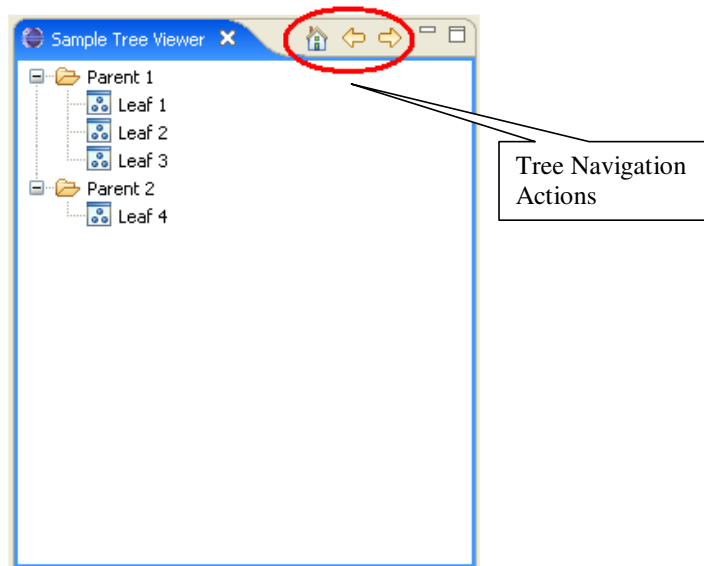 Sample Tree Viewer
Parent 1
Leaf 1
Leaf 2
Leaf 3
Parent 2
Leaf 4
Tree Navigation
Actions